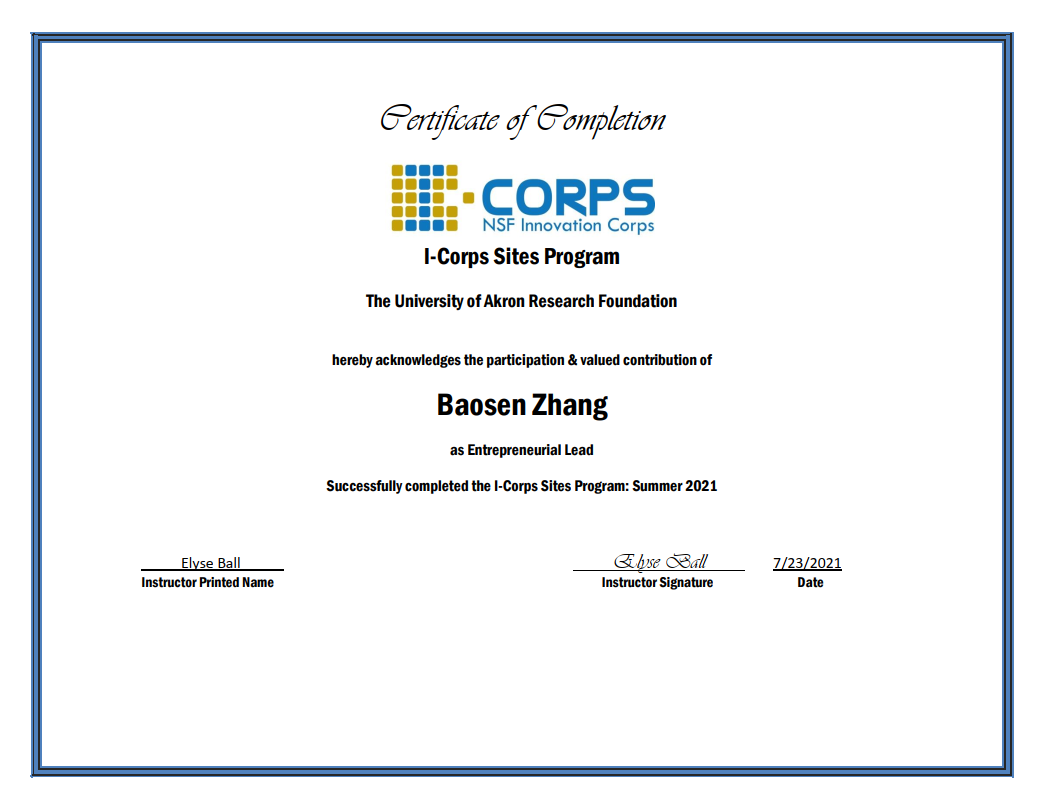 Certificate of Completion
CORPS
NSF Innovation Corps
I-Corps Sites Program
The University of Akron Research Foundation
hereby acknowledges the participation & valued contribution of
Baosen Zhang
as Entrepreneurial Lead
Successfully completed the I-Corps Sites Program: Summer 2021
Elyse Ball Elyse Ball 7/23/2021
Instructor Printed Name Instructor Signature Date